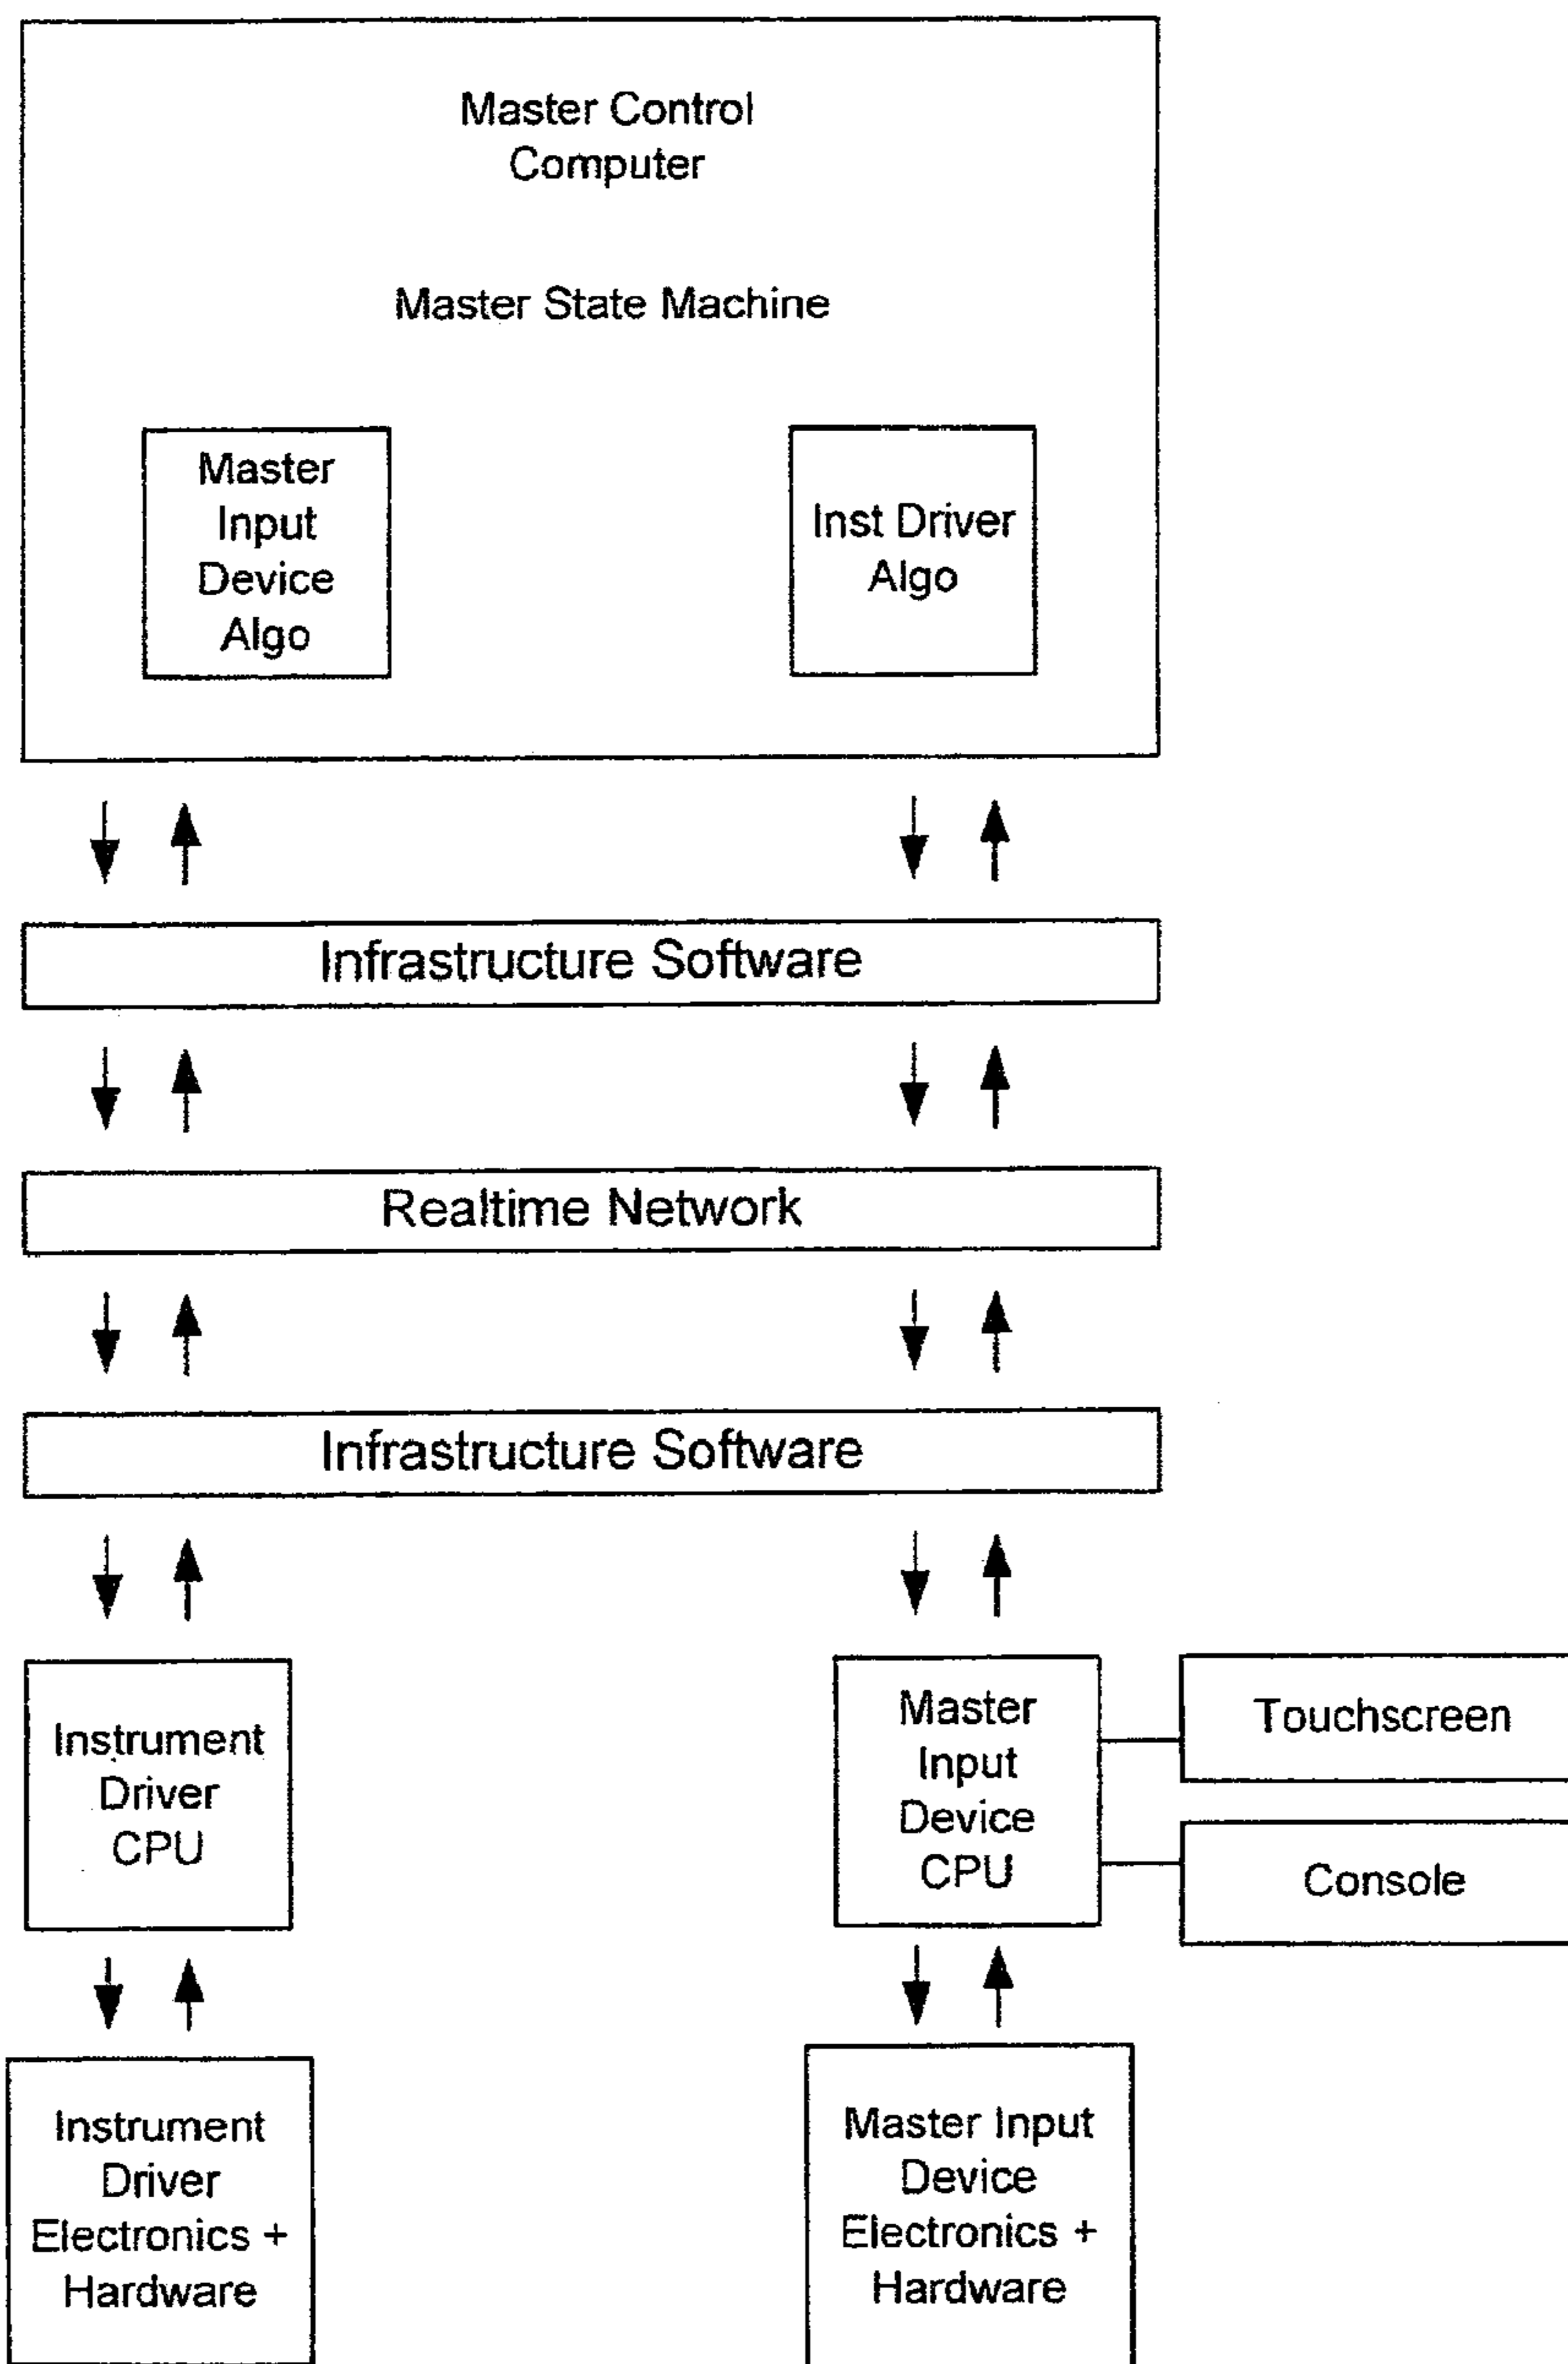 Master Control
Computer
Master State Machine
Master
Input
Device
Algo
Inst Driver
Algo
Infrastructure Software
Realtime Network
Infrastructure Software
Instrument
Driver
CPU
Master
Input
Device
CPU
Touchscreen
Console
Instrument
Driver
Electronics +
Hardware
Master Input
Device
Electronics +
Hardware